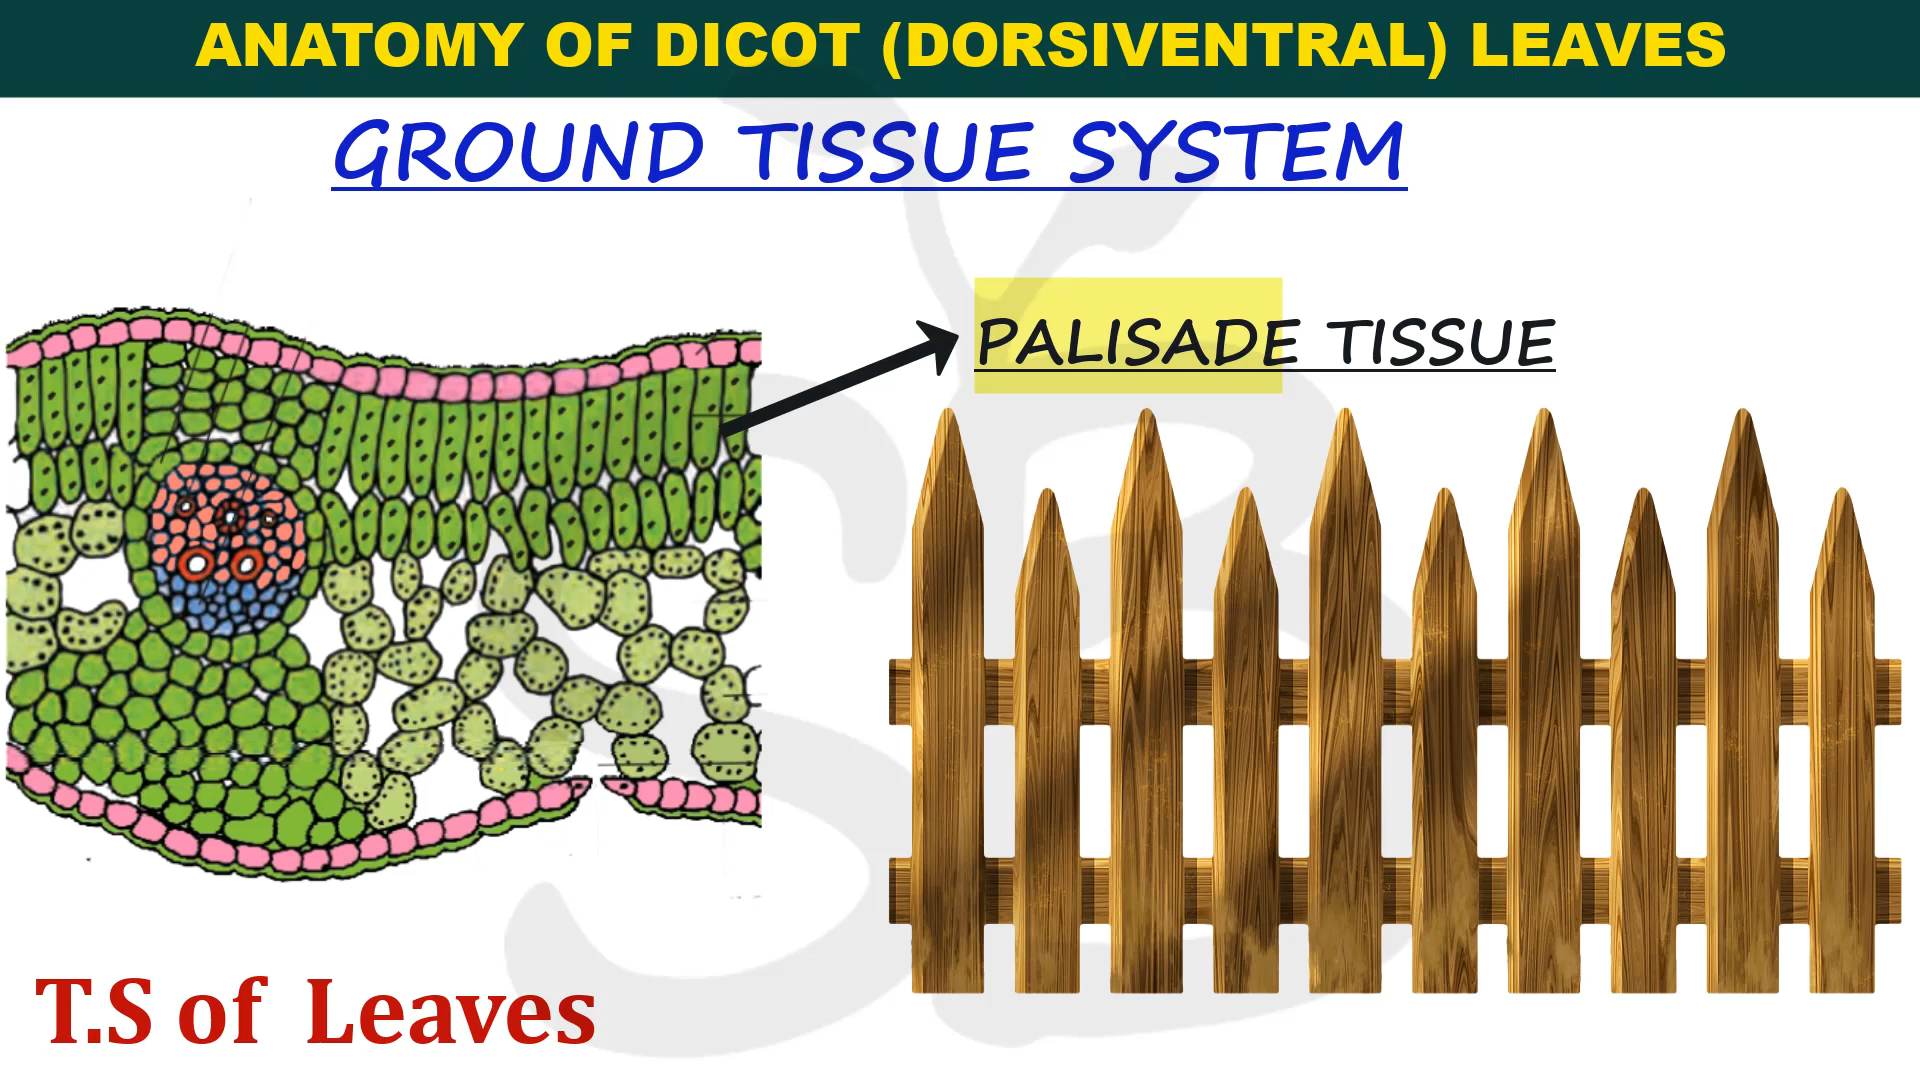 ANATOMY OF DICOT (DORSIVENTRAL) LEAVES
GROUND TISSUE SYSTEM
PALISADE TISSUE
T.S of Leaves